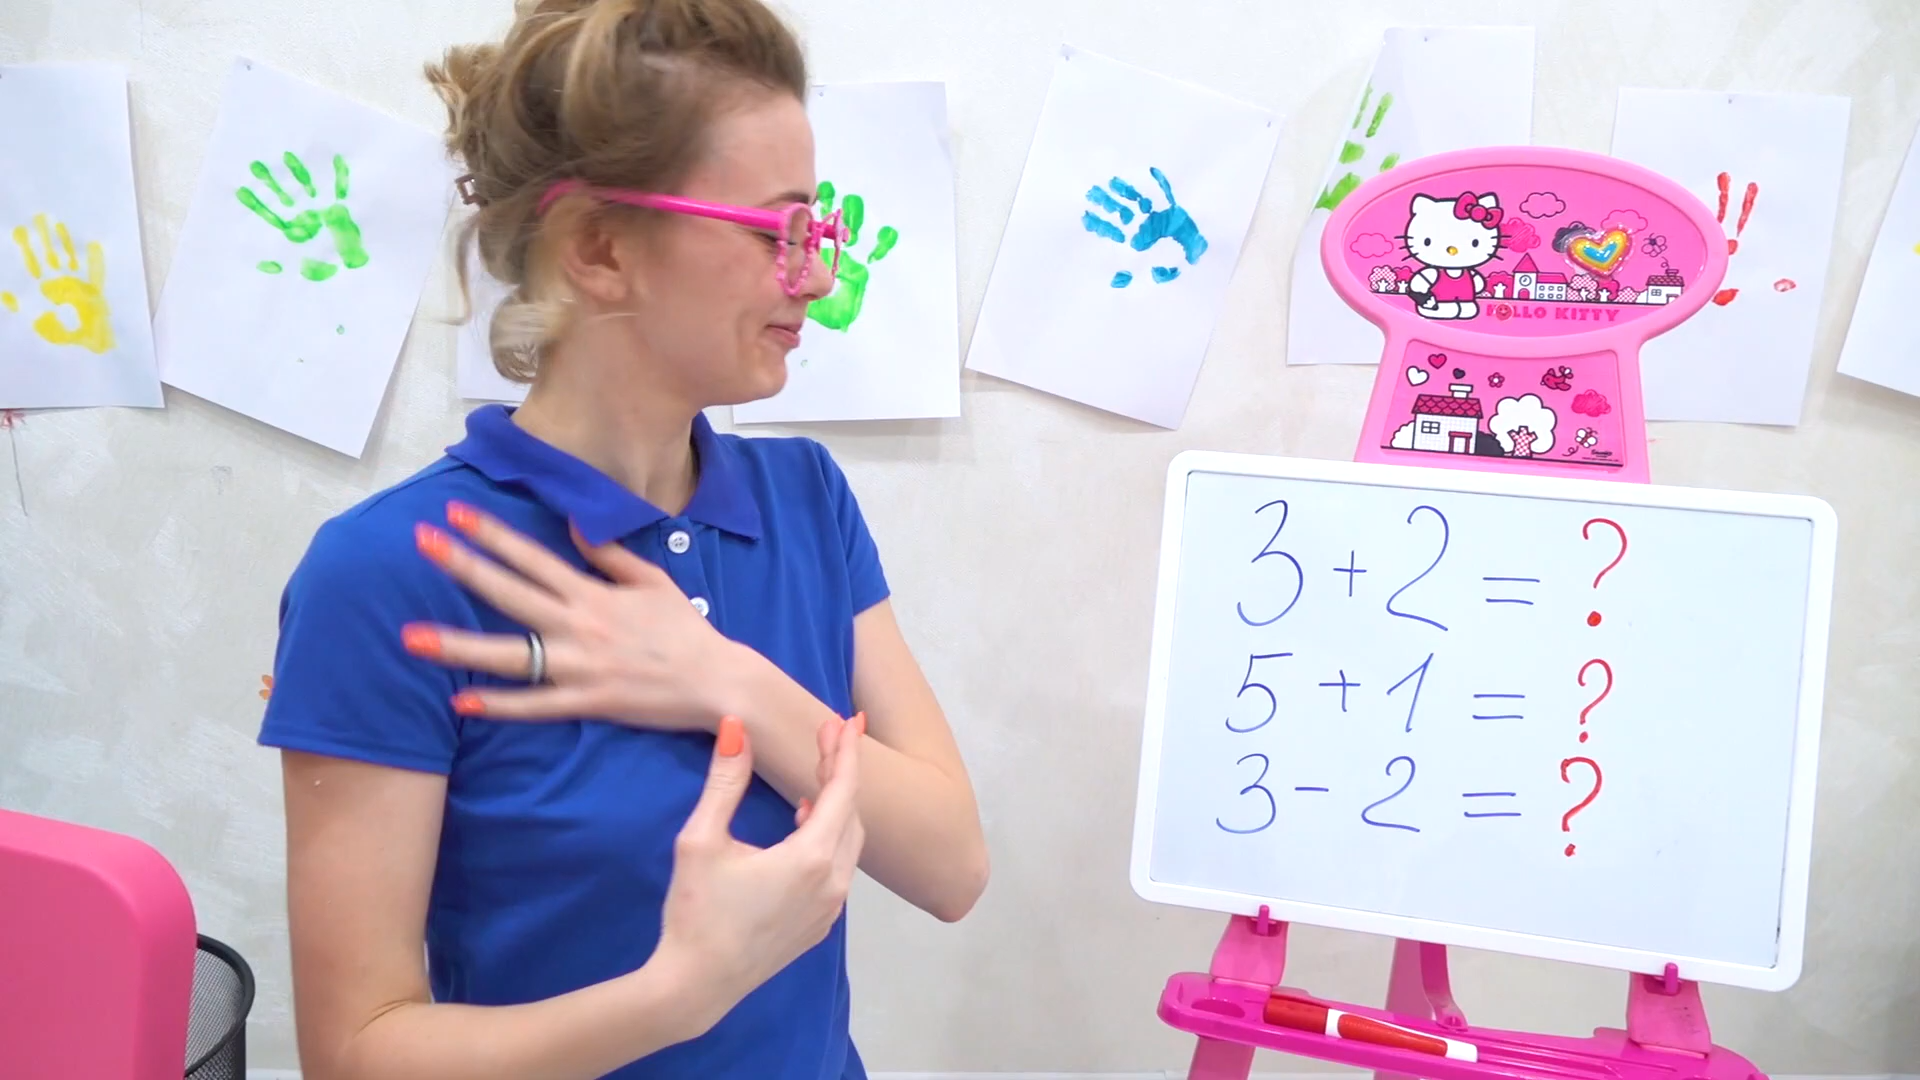 HELLO KITTY
3 + 2 = ?
5 + 1 = ?
3 - 2 = ?